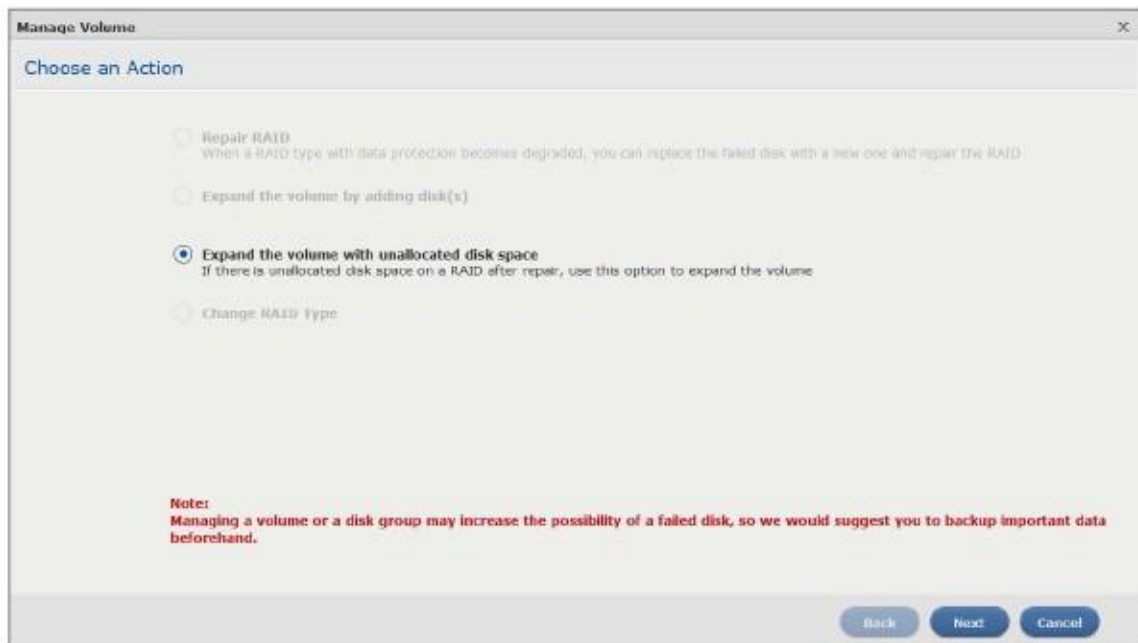 Manage Volume
X
Choose an Action
Repair RAID
When a RAID type with data protection becomes degraded, you can replace the failed disk with a new one and repair the RAID
Expand the volume by adding disk(s)
Expand the volume with unallocated disk space
If there is unallocated disk space on a RAID after repair, use this option to expand the volume
Change RAID Type
Note:
Managing a volume or a disk group may increase the possibility of a failed disk, so we would suggest you to backup important data
beforehand.
Back Next Cancel